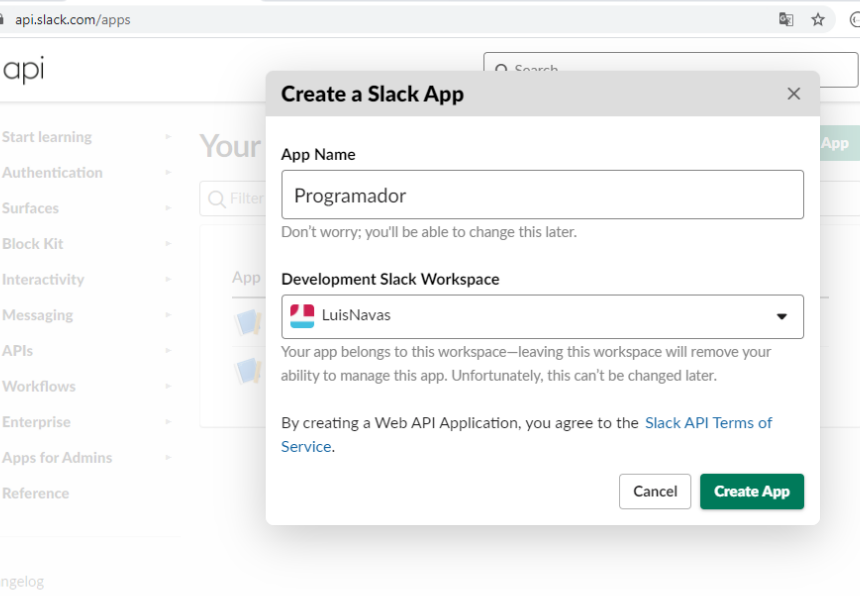 api.slack.com/apps
api
Search
Create a Slack App
Start learning
Your
App
App Name
Authentication
Programador
Filter
Surfaces
Don't worry; you'll be able to change this later.
Block Kit
App
Development Slack Workspace
Interactivity
LuisNavas
Messaging
Your app belongs to this workspace—leaving this workspace will remove your
ability to manage this app. Unfortunately, this can't be changed later.
APIs
Workflows
By creating a Web API Application, you agree to the Slack API Terms of
Service.
Enterprise
Apps for Admins
Reference
Cancel
Create App